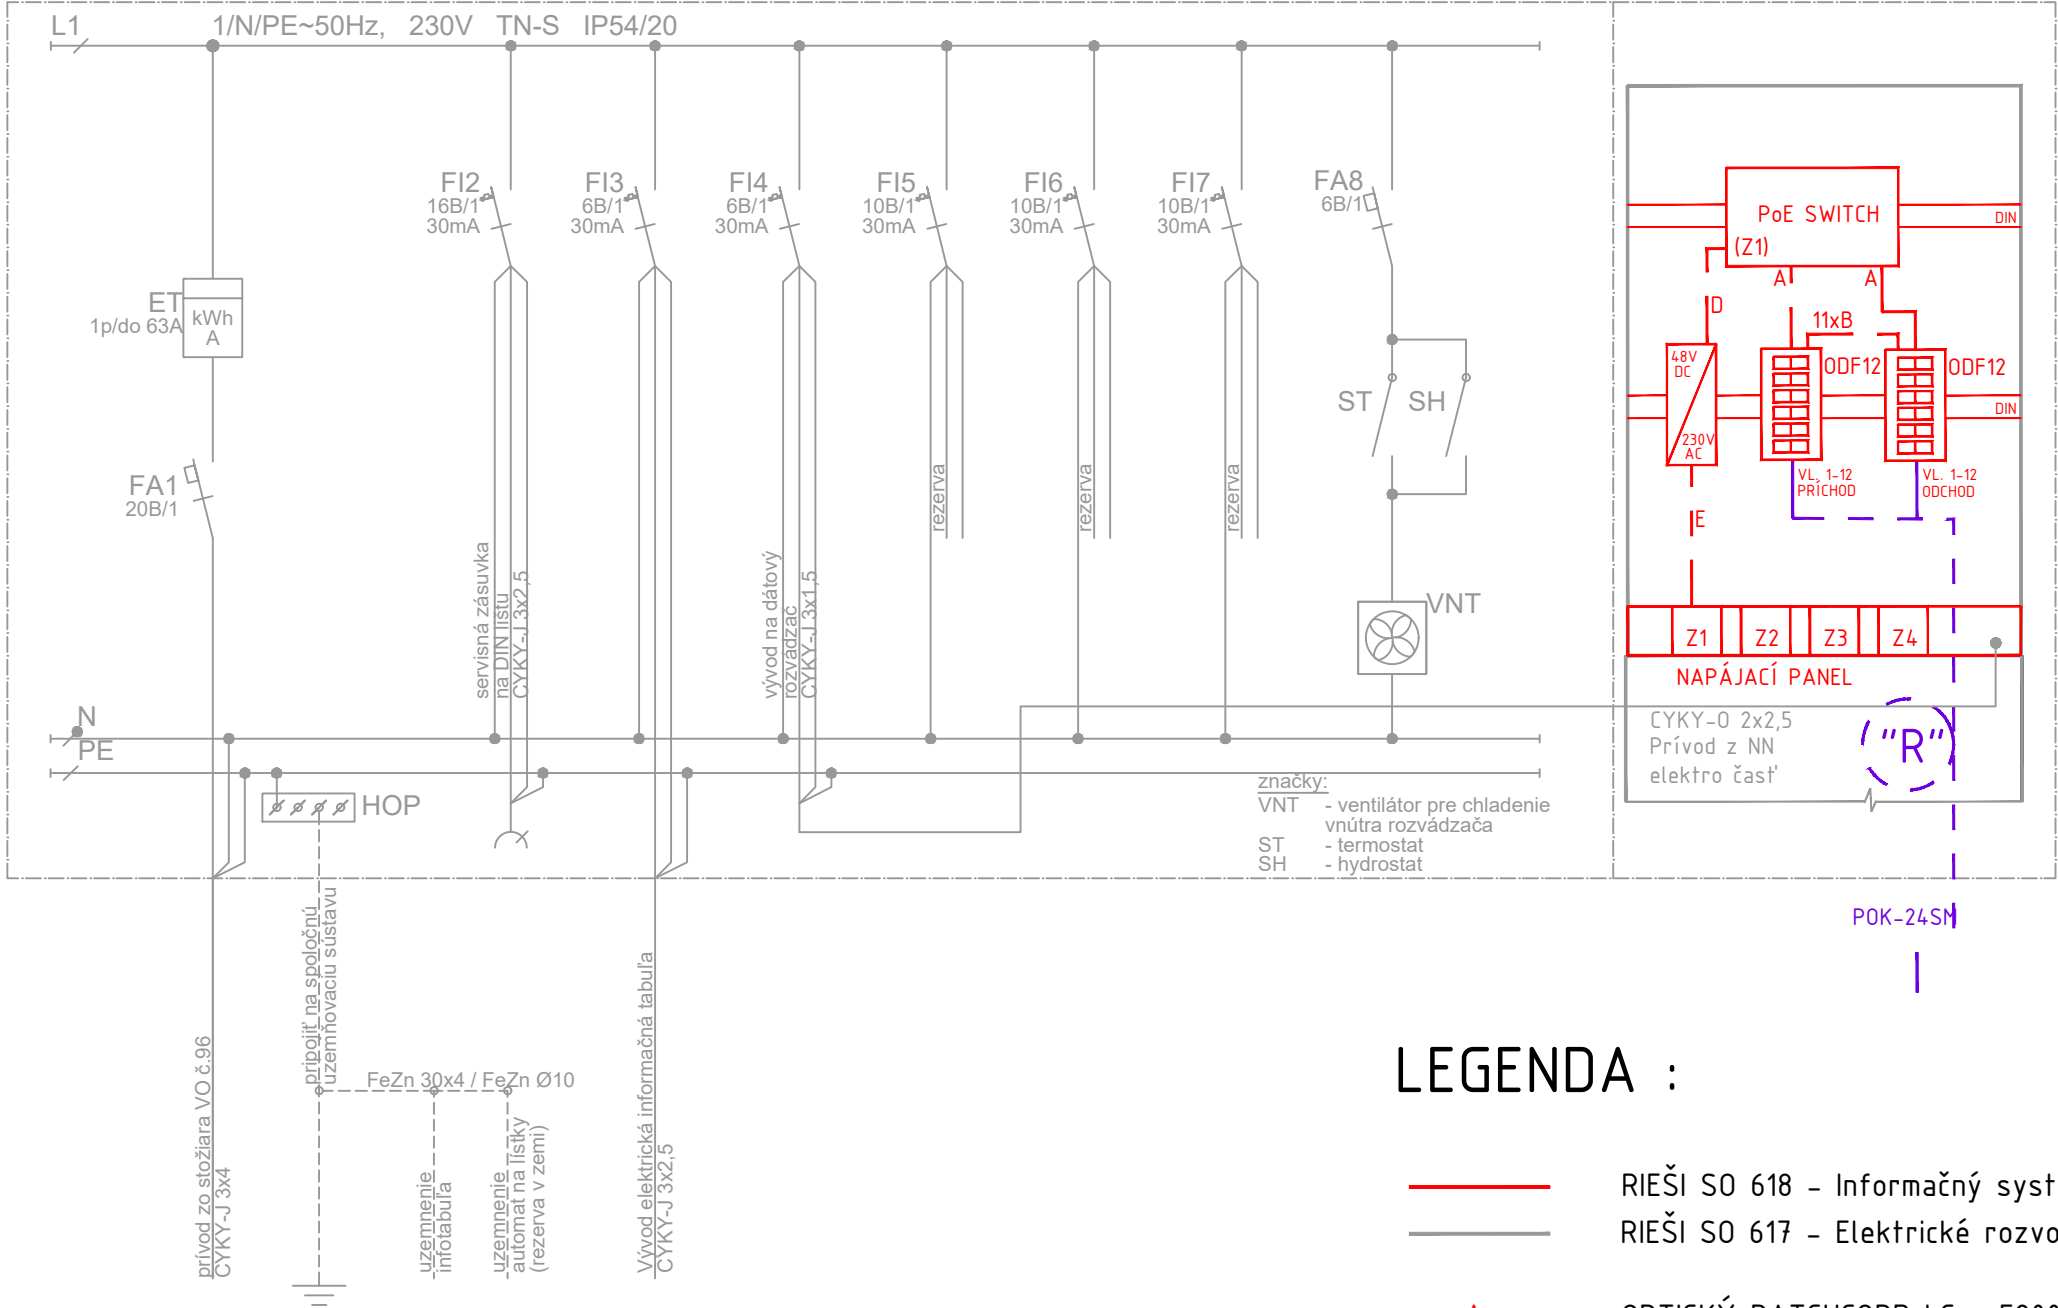 L1
1/N/PE~50Hz, 230V TN-S IP54/20
FI2
16B/1
30mA
FI3
6B/1
30mA
FI4
6B/1
30mA
FI5
10B/1
30mA
FI6
10B/1
30mA
FI7
10B/1
30mA
FA8
6B/1
ET
1p/do 63A
kWh
A
FA1
20B/1
ST
SH
VNT
rezerva
rezerva
rezerva
servisná zásuvka
na DIN lištu
CYKY-J 3x2,5
vývod na dátový
rozvádzač
CYKY-J 3x1,5
N
PE
HOP
značky:
VNT - ventilátor pre chladenie
vnútra rozvádzača
ST - termostat
SH - hydrostat
PoE SWITCH
(Z1)
DIN
A
A
D
11xB
48V
DC
230V
AC
ODF12
ODF12
DIN
VL. 1-12
PRÍCHOD
VL. 1-12
ODCHOD
E
Z1
Z2
Z3
Z4
NAPÁJACÍ PANEL
CYKY-O 2x2,5
Prívod z NN
elektro časť
"R"
POK-24SM
prívod zo stožiara VO č.96
CYKY-J 3x4
pripojiť na spoločnú
uzemňovaciu sústavu
FeZn 30x4 / FeZn Ø10
uzemnenie
infotabuľa
uzemnenie
automat na lístky
(rezerva v zemi)
Vývod elektrická informačná tabuľa
CYKY-J 3x2,5
LEGENDA :
RIEŠI SO 618 - Informačný syst
RIEŠI SO 617 - Elektrické rozvo